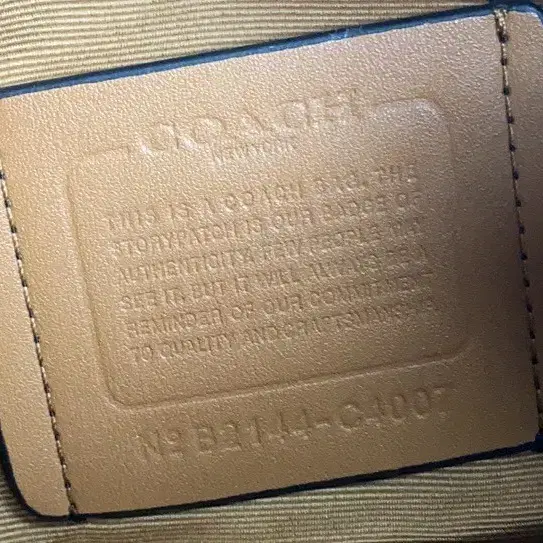 COACH
NEW YORK
THIS IS A COACH BAG. THE
STORYPATCH IS OUR BADGE OF
AUTHENTICITY. A FEW PEOPLE MAY
SEE IT, BUT IT WILL ALWAYS BE A
REMINDER OF OUR COMMITMENT
TO QUALITY AND CRAFTSMANSHIP.
Nº B2144-C4007